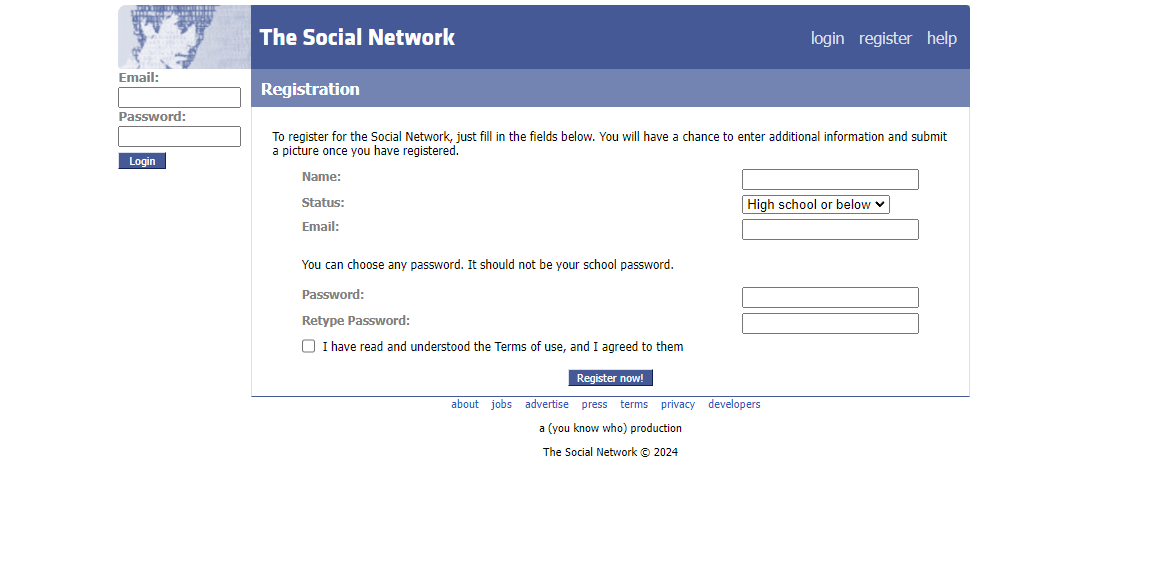 The Social Network
login register help
Email:
Password:
Login
Registration
To register for the Social Network, just fill in the fields below. You will have a chance to enter additional information and submit
a picture once you have registered.
Name:
Status:
High school or below
Email:
You can choose any password. It should not be your school password.
Password:
Retype Password:
I have read and understood the Terms of use, and I agreed to them
Register now!
about jobs advertise press terms privacy developers
a (you know who) production
The Social Network © 2024